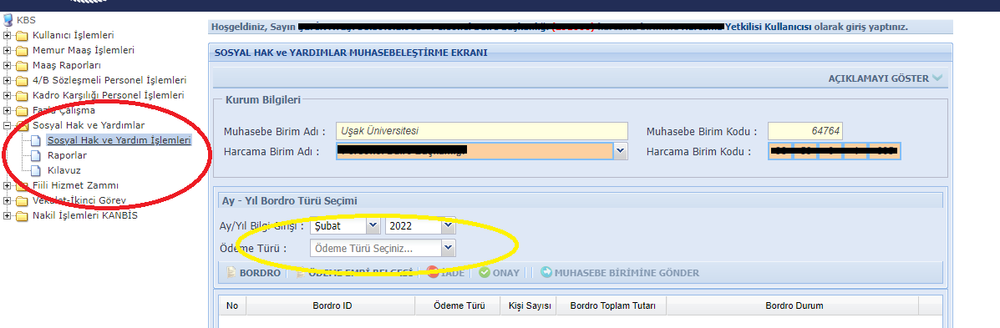 KBS
Kullanıcı İşlemleri
Memur Maaş İşlemleri
Maaş Raporları
4/B Sözleşmeli Personel İşlemleri
Kadro Karşılığı Personel İşlemleri
Fazla Çalışma
Sosyal Hak ve Yardımlar
Sosyal Hak ve Yardım İşlemleri
Raporlar
Kılavuz
Fiili Hizmet Zammı
Vekalet-İkinci Görev
Nakil İşlemleri KANBİS
Hoşgeldiniz, Sayın Yetkilisi Kullanıcısı olarak giriş yaptınız.
SOSYAL HAK ve YARDIMLAR MUHASEBELEŞTİRME EKRANI
AÇIKLAMAYI GÖSTER
Kurum Bilgileri
Muhasebe Birim Adı : Uşak Üniversitesi Muhasebe Birim Kodu : 64764
Harcama Birim Adı : Harcama Birim Kodu :
Ay - Yıl Bordro Türü Seçimi
Ay/Yıl Bilgi Girişi : Şubat 2022
Ödeme Türü : Ödeme Türü Seçiniz...
BORDRO ÖDEME EMRİ BELGESİ İADE ONAY MUHASEBE BİRİMİNE GÖNDER
No Bordro ID Ödeme Türü Kişi Sayısı Bordro Toplam Tutarı Bordro Durum